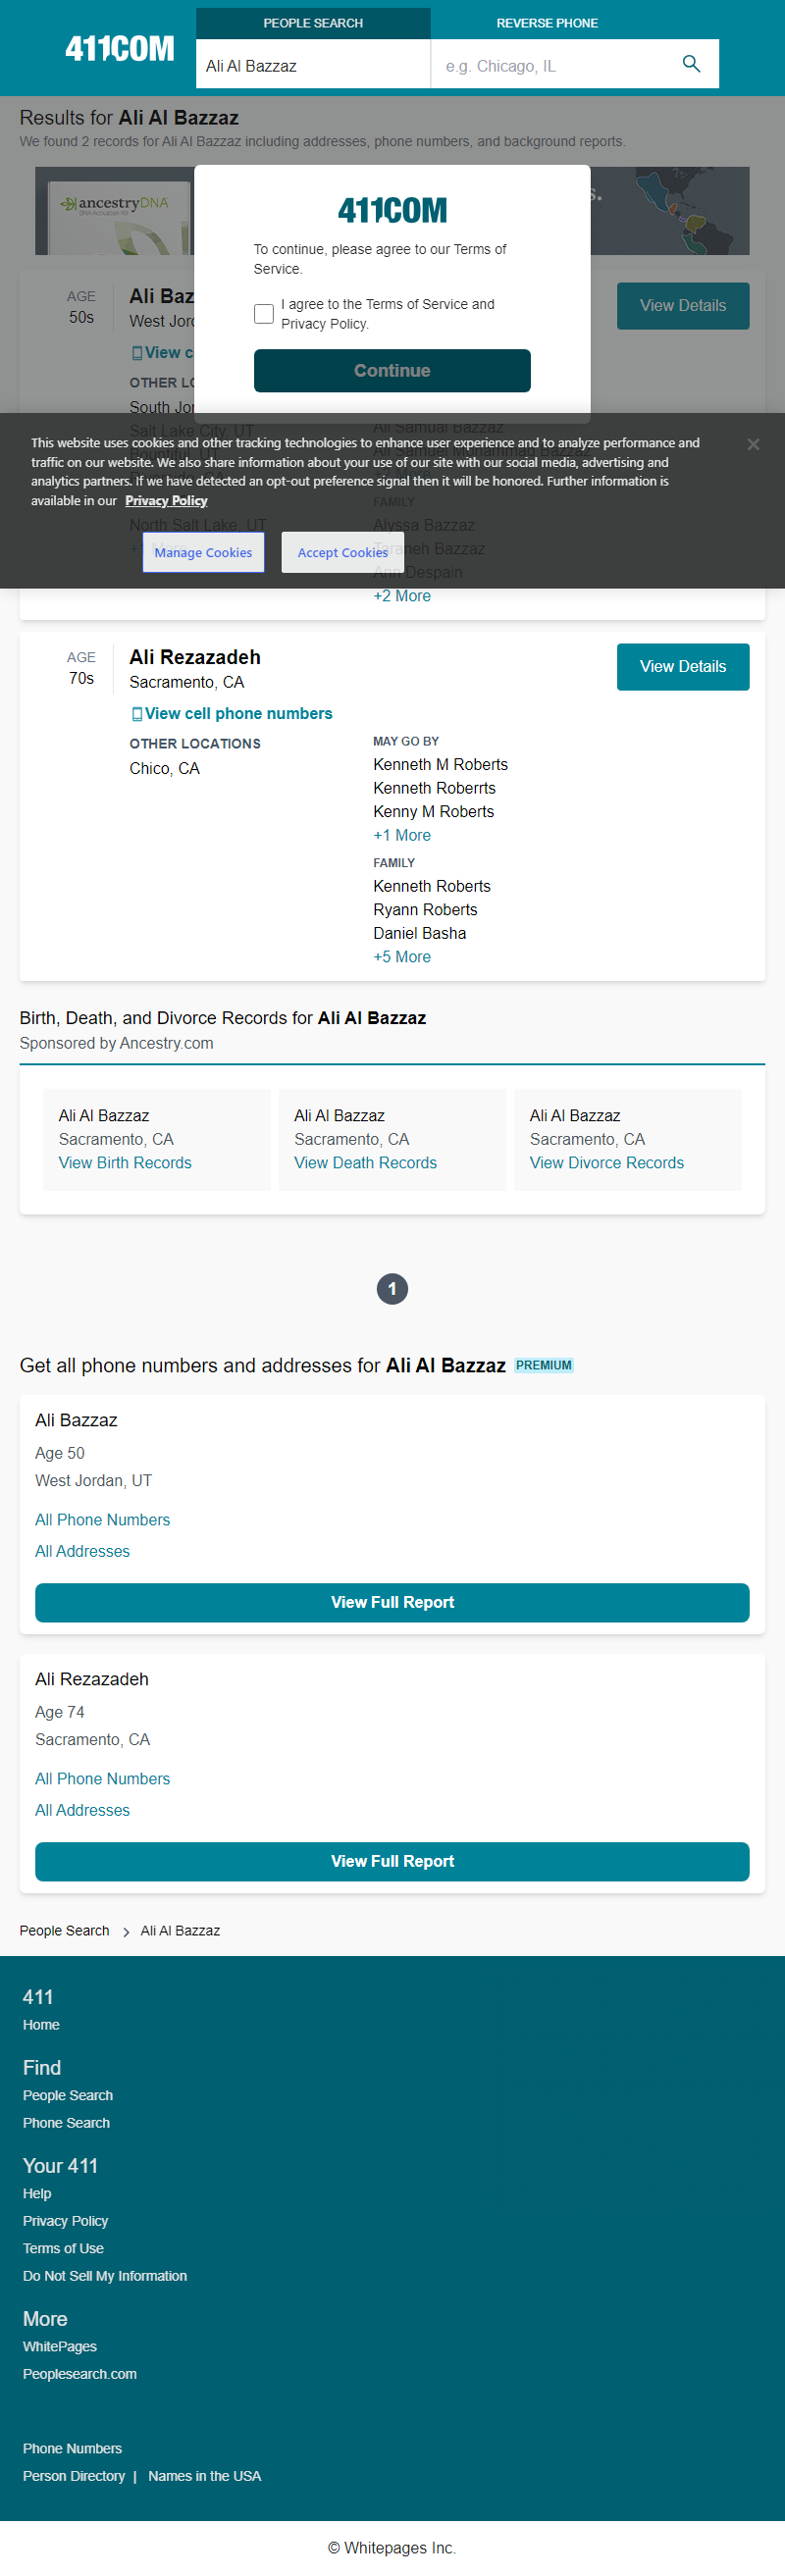 PEOPLE SEARCH
REVERSE PHONE
411COM
Ali Al Bazzaz
e.g. Chicago, IL
Results for Ali Al Bazzaz
We found 2 records for Ali Al Bazzaz including addresses, phone numbers, and background reports.
ancestryDNA
DNA Activation Kit
s.
411COM
To continue, please agree to our Terms of
Service.
I agree to the Terms of Service and
Privacy Policy.
Continue
AGE
50s
Ali Baz
West Jor
View c
OTHER LO
South Jor
Salt Lake City, UT
Bountiful, UT
North Salt Lake, UT
View Details
Ali Samual Bazzaz
Ali Samuel Mohammad Bazzaz
FAMILY
Alyssa Bazzaz
Taraneh Bazzaz
Ann Despain
+2 More
This website uses cookies and other tracking technologies to enhance user experience and to analyze performance and
traffic on our website. We also share information about your use of our site with our social media, advertising and
analytics partners. If we have detected an opt-out preference signal then it will be honored. Further information is
available in our Privacy Policy
Manage Cookies
Accept Cookies
AGE
70s
Ali Rezazadeh
Sacramento, CA
View Details
View cell phone numbers
OTHER LOCATIONS
Chico, CA
MAY GO BY
Kenneth M Roberts
Kenneth Roberrts
Kenny M Roberts
+1 More
FAMILY
Kenneth Roberts
Ryann Roberts
Daniel Basha
+5 More
Birth, Death, and Divorce Records for Ali Al Bazzaz
Sponsored by Ancestry.com
Ali Al Bazzaz
Sacramento, CA
View Birth Records
Ali Al Bazzaz
Sacramento, CA
View Death Records
Ali Al Bazzaz
Sacramento, CA
View Divorce Records
1
Get all phone numbers and addresses for Ali Al Bazzaz PREMIUM
Ali Bazzaz
Age 50
West Jordan, UT
All Phone Numbers
All Addresses
View Full Report
Ali Rezazadeh
Age 74
Sacramento, CA
All Phone Numbers
All Addresses
View Full Report
People Search > Ali Al Bazzaz
411
Home
Find
People Search
Phone Search
Your 411
Help
Privacy Policy
Terms of Use
Do Not Sell My Information
More
WhitePages
Peoplesearch.com
Phone Numbers
Person Directory | Names in the USA
© Whitepages Inc.